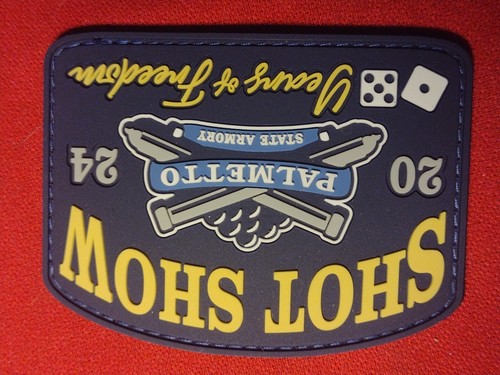 SHOT SHOW
20 PALMETTO 24
STATE ARMORY
Years of Freedom